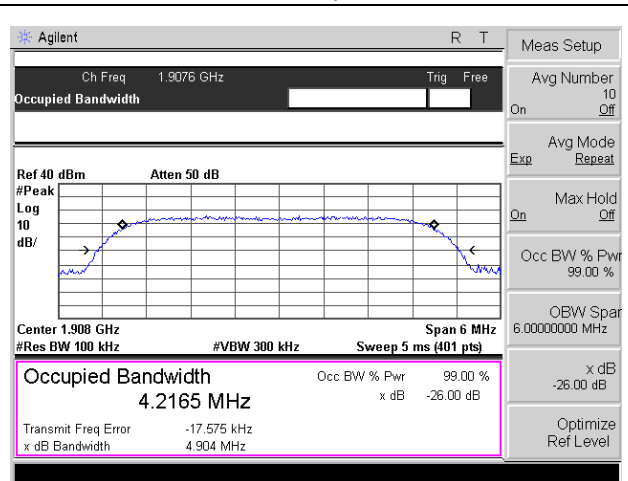 Agilent R T
Ch Freq 1.9076 GHz Trig Free
Occupied Bandwidth
Ref 40 dBm Atten 50 dB
#Peak
Log
10
dB/
Center 1.908 GHz Span 6 MHz
#Res BW 100 kHz #VBW 300 kHz Sweep 5 ms (401 pts)
Occupied Bandwidth Occ BW % Pwr 99.00 %
4.2165 MHz x dB -26.00 dB
Transmit Freq Error -17.575 kHz
x dB Bandwidth 4.904 MHz
Meas Setup
Avg Number
10
On Off
Avg Mode
Exp Repeat
Max Hold
On Off
Occ BW % Pwr
99.00 %
OBW Span
6.00000000 MHz
x dB
-26.00 dB
Optimize
Ref Level